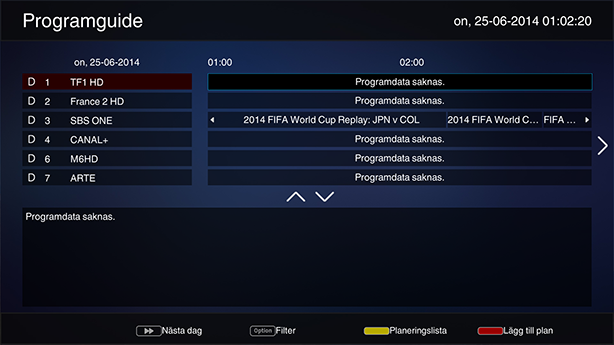 Programguide on, 25-06-2014 01:02:20
on, 25-06-2014 01:00 02:00
D 1 TF1 HD Programdata saknas.
D 2 France 2 HD Programdata saknas.
D 3 SBS ONE 2014 FIFA World Cup Replay: JPN v COL 2014 FIFA World C... FIFA ...
D 4 CANAL+ Programdata saknas.
D 6 M6HD Programdata saknas.
D 7 ARTE Programdata saknas.
Programdata saknas.
Nästa dag Option Filter Planeringslista Lägg till plan